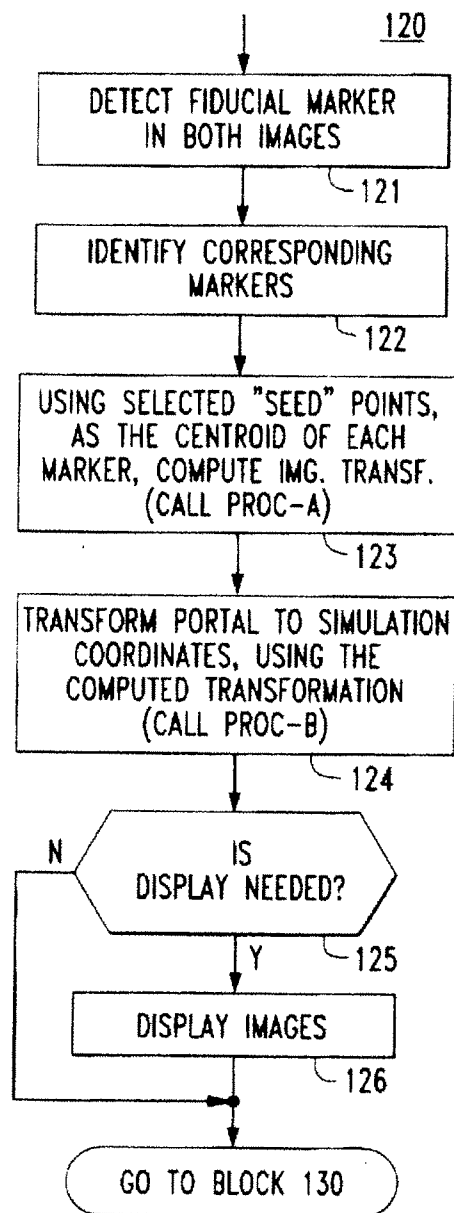 120
DETECT FIDUCIAL MARKER
IN BOTH IMAGES
121
IDENTIFY CORRESPONDING
MARKERS
122
USING SELECTED "SEED" POINTS,
AS THE CENTROID OF EACH
MARKER, COMPUTE IMG. TRANSF.
(CALL PROC-A)
123
TRANSFORM PORTAL TO SIMULATION
COORDINATES, USING THE
COMPUTED TRANSFORMATION
(CALL PROC-B)
124
N
IS
DISPLAY NEEDED?
125
Y
DISPLAY IMAGES
126
GO TO BLOCK 130